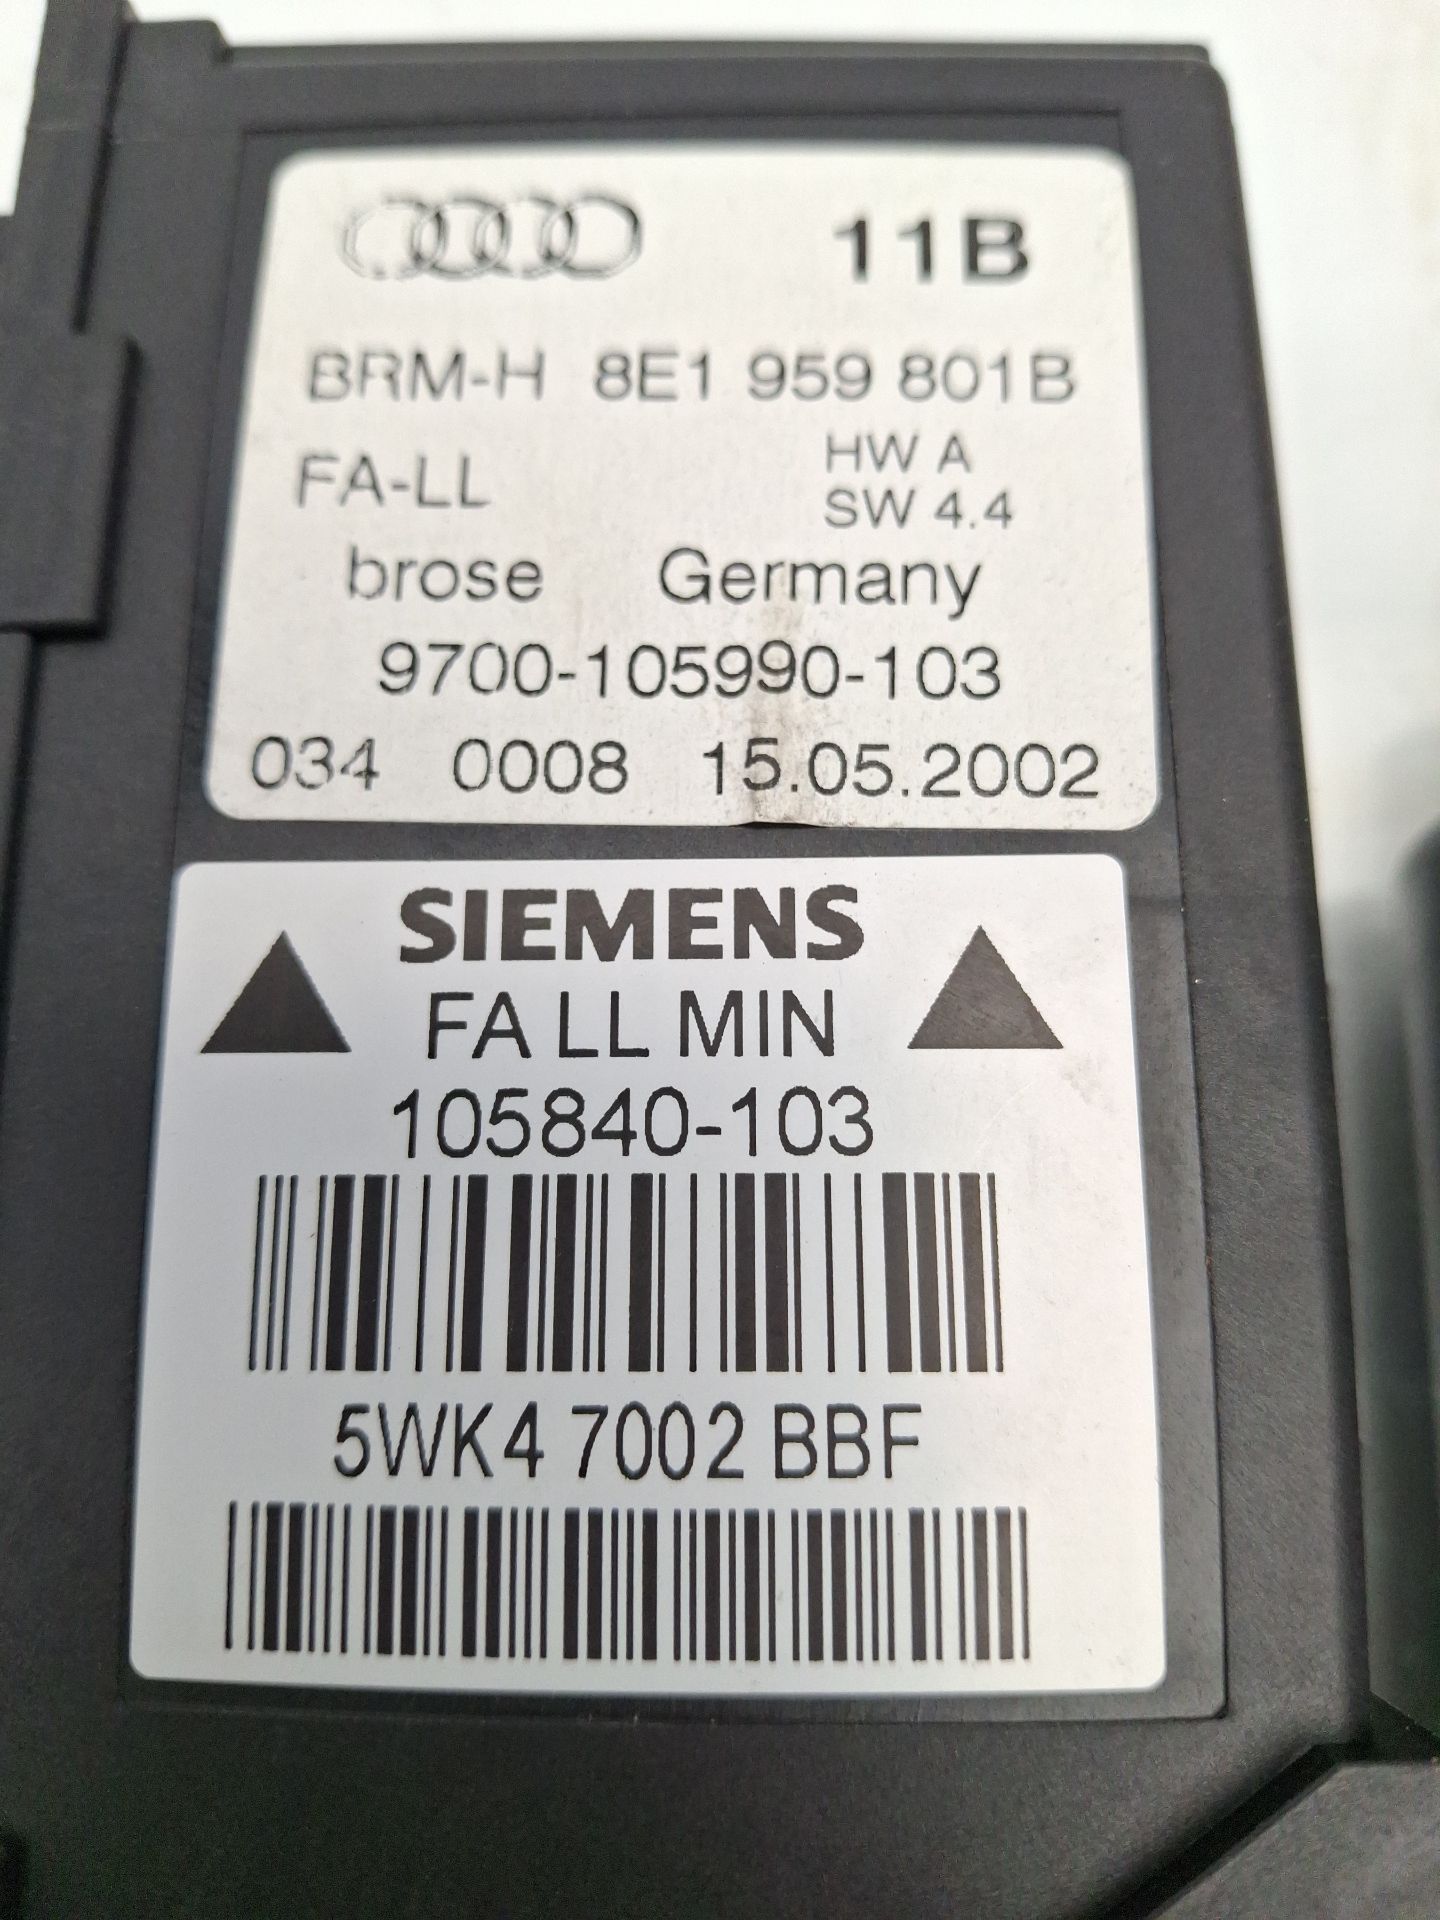 11B
BRM-H 8E1 959 801B
FA-LL HW A
SW 4.4
brose Germany
9700-105990-103
034 0008 15.05.2002
SIEMENS
FA LL MIN
105840-103
5WK4 7002 BBF